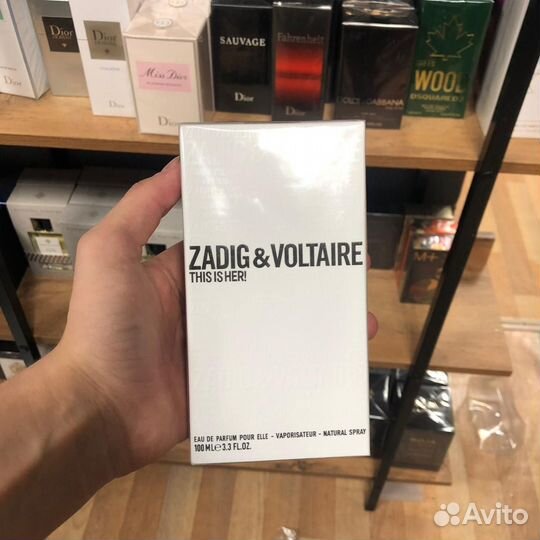 Dior
Dior
Miss Dior
SAUVAGE
Dior
Fahrenheit
Dior
DOLCE&GABBANA
WOOD
DSQUARED2
ZADIG&VOLTAIRE
THIS IS HER!
EAU DE PARFUM POUR ELLE - VAPORISATEUR - NATURAL SPRAY
100 ML℮3.3 FL.OZ.
Avito